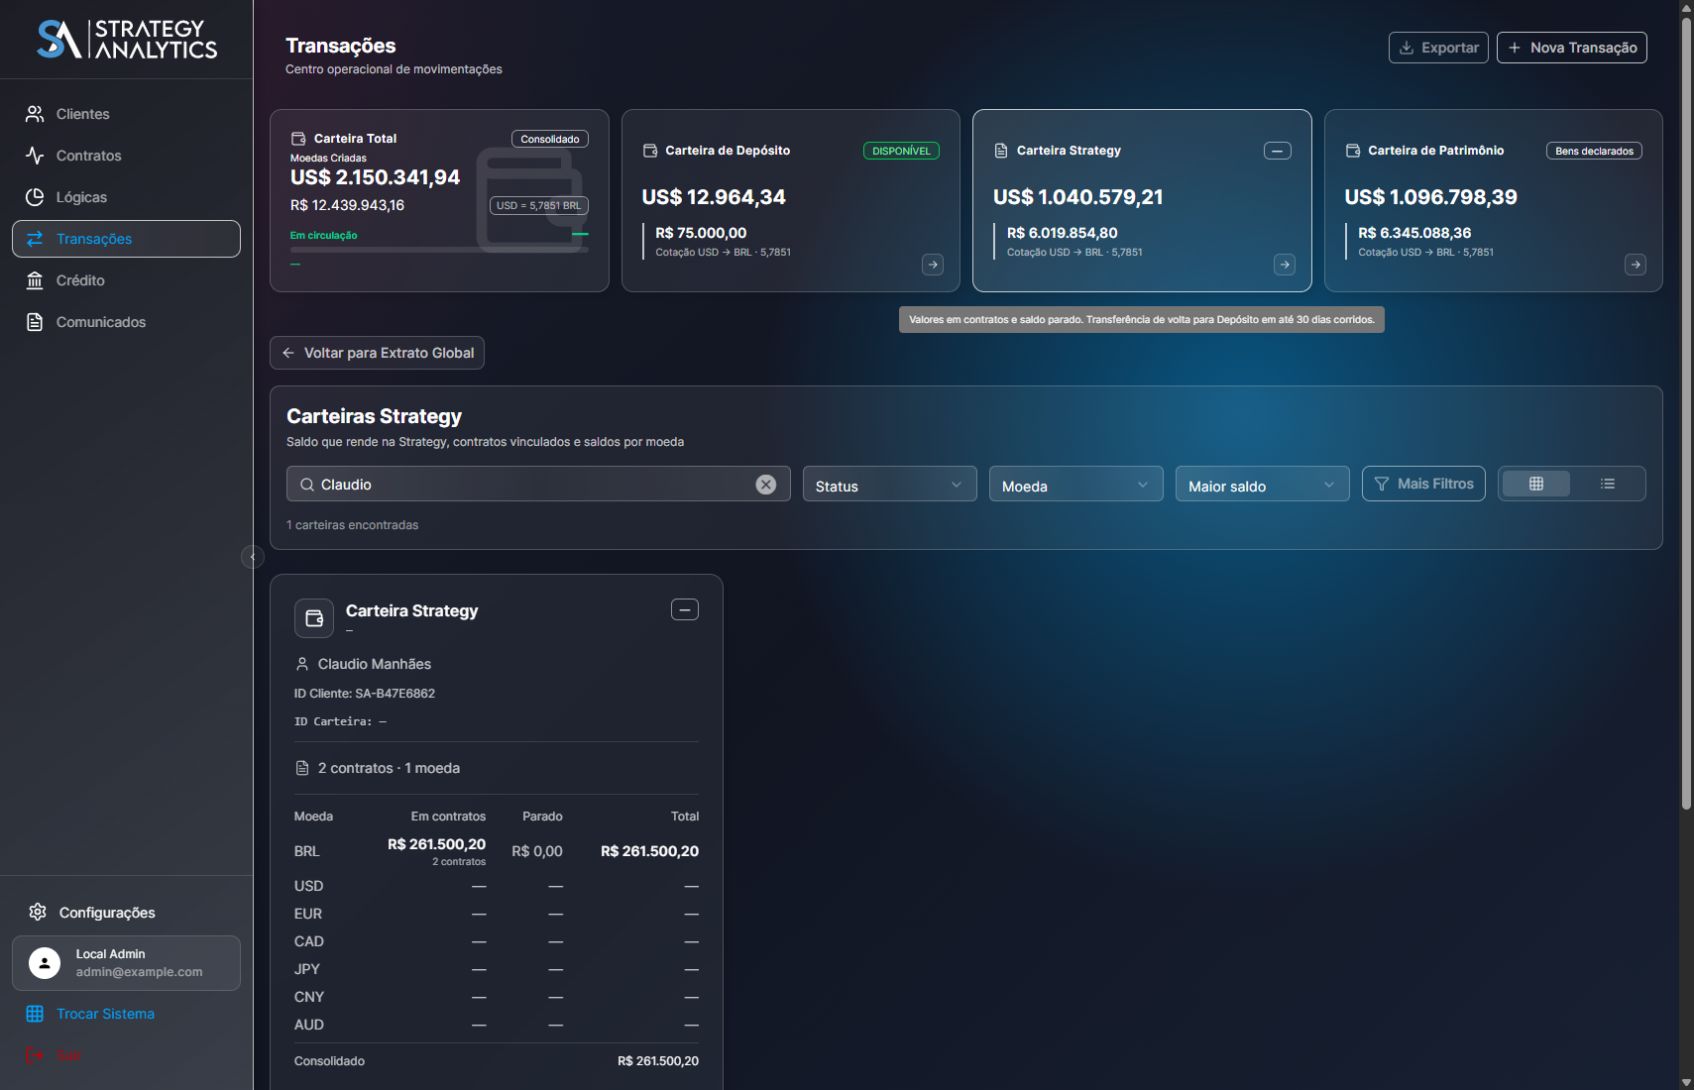 STRATEGY
ANALYTICS
Clientes
Contratos
Lógicas
Transações
Crédito
Comunicados
Configurações
Local Admin
admin@example.com
Trocar Sistema
Sair
Transações
Centro operacional de movimentações
Exportar
+ Nova Transação
Carteira Total
Consolidado
Moedas Criadas
US$ 2.150.341,94
R$ 12.439.943,16
USD = 5,7851 BRL
Em circulação
—
—
Carteira de Depósito
DISPONÍVEL
US$ 12.964,34
R$ 75.000,00
Cotação USD → BRL · 5,7851
Carteira Strategy
—
US$ 1.040.579,21
R$ 6.019.854,80
Cotação USD → BRL · 5,7851
Carteira de Patrimônio
Bens declarados
US$ 1.096.798,39
R$ 6.345.088,36
Cotação USD → BRL · 5,7851
Valores em contratos e saldo parado. Transferência de volta para Depósito em até 30 dias corridos.
Voltar para Extrato Global
Carteiras Strategy
Saldo que rende na Strategy, contratos vinculados e saldos por moeda
Claudio
Status
Moeda
Maior saldo
Mais Filtros
1 carteiras encontradas
Carteira Strategy
—
—
Claudio Manhães
ID Cliente: SA-B47E6862
ID Carteira: —
2 contratos · 1 moeda
Moeda Em contratos Parado Total
BRL R$ 261.500,20 R$ 0,00 R$ 261.500,20
2 contratos
USD — — —
EUR — — —
CAD — — —
JPY — — —
CNY — — —
AUD — — —
Consolidado R$ 261.500,20